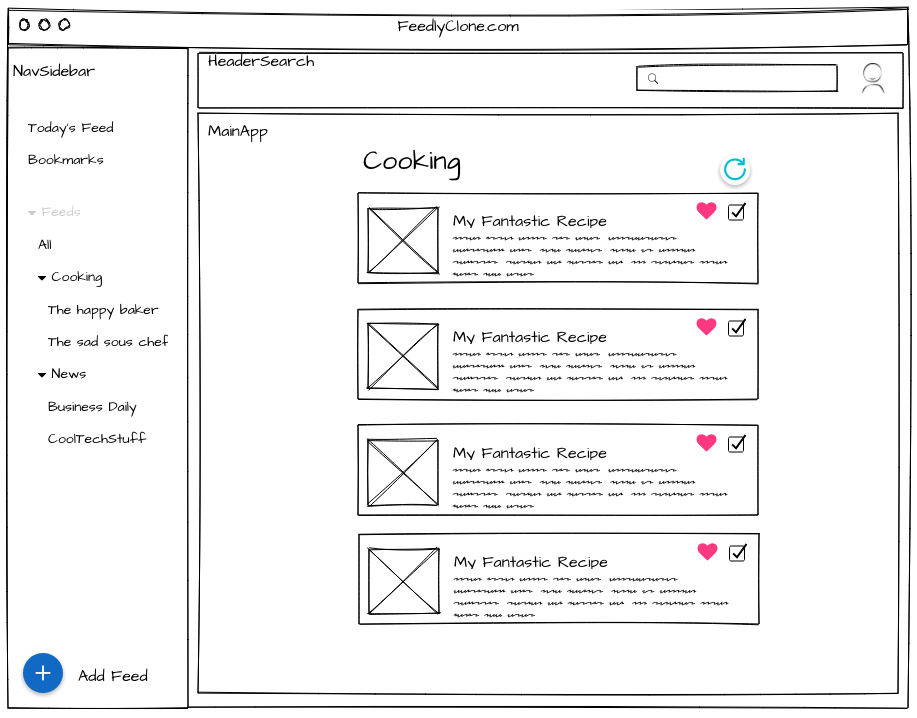 FeedlyClone.com
NavSidebar
HeaderSearch
Today's Feed
Bookmarks
Feeds
All
Cooking
The happy baker
The sad sous chef
News
Business Daily
CoolTechStuff
Add Feed
MainApp
Cooking
My Fantastic Recipe
My Fantastic Recipe
My Fantastic Recipe
My Fantastic Recipe